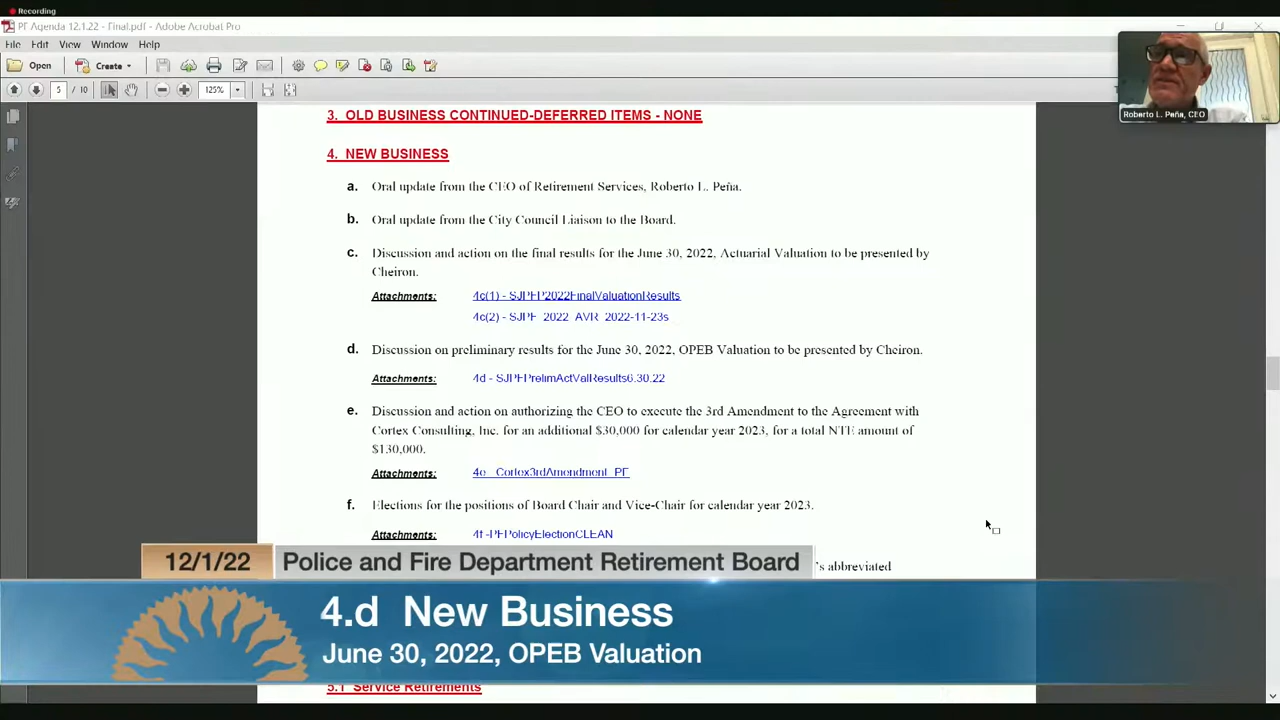 Recording
PF Agenda 12.1.22 - Final.pdf - Adobe Acrobat Pro
File Edit View Window Help
Open Create
5 / 10 125%
Roberto L. Peña, CEO
3. OLD BUSINESS CONTINUED-DEFERRED ITEMS - NONE
4. NEW BUSINESS
a. Oral update from the CEO of Retirement Services, Roberto L. Peña.
b. Oral update from the City Council Liaison to the Board.
c. Discussion and action on the final results for the June 30, 2022, Actuarial Valuation to be presented by
Cheiron.
Attachments: 4c(1) - SJPFP2022FinalValuationResults
4c(2) - SJPF_2022_AVR_2022-11-23s
d. Discussion on preliminary results for the June 30, 2022, OPEB Valuation to be presented by Cheiron.
Attachments: 4d - SJPFPrelimActValResults6.30.22
e. Discussion and action on authorizing the CEO to execute the 3rd Amendment to the Agreement with
Cortex Consulting, Inc. for an additional $30,000 for calendar year 2023, for a total NTE amount of
$130,000.
Attachments: 4e_ Cortex3rdAmendment_PF
f. Elections for the positions of Board Chair and Vice-Chair for calendar year 2023.
Attachments: 4f -PFPolicyElectionCLEAN
12/1/22 Police and Fire Department Retirement Board
's abbreviated
4.d New Business
June 30, 2022, OPEB Valuation
5.1 Service Retirements